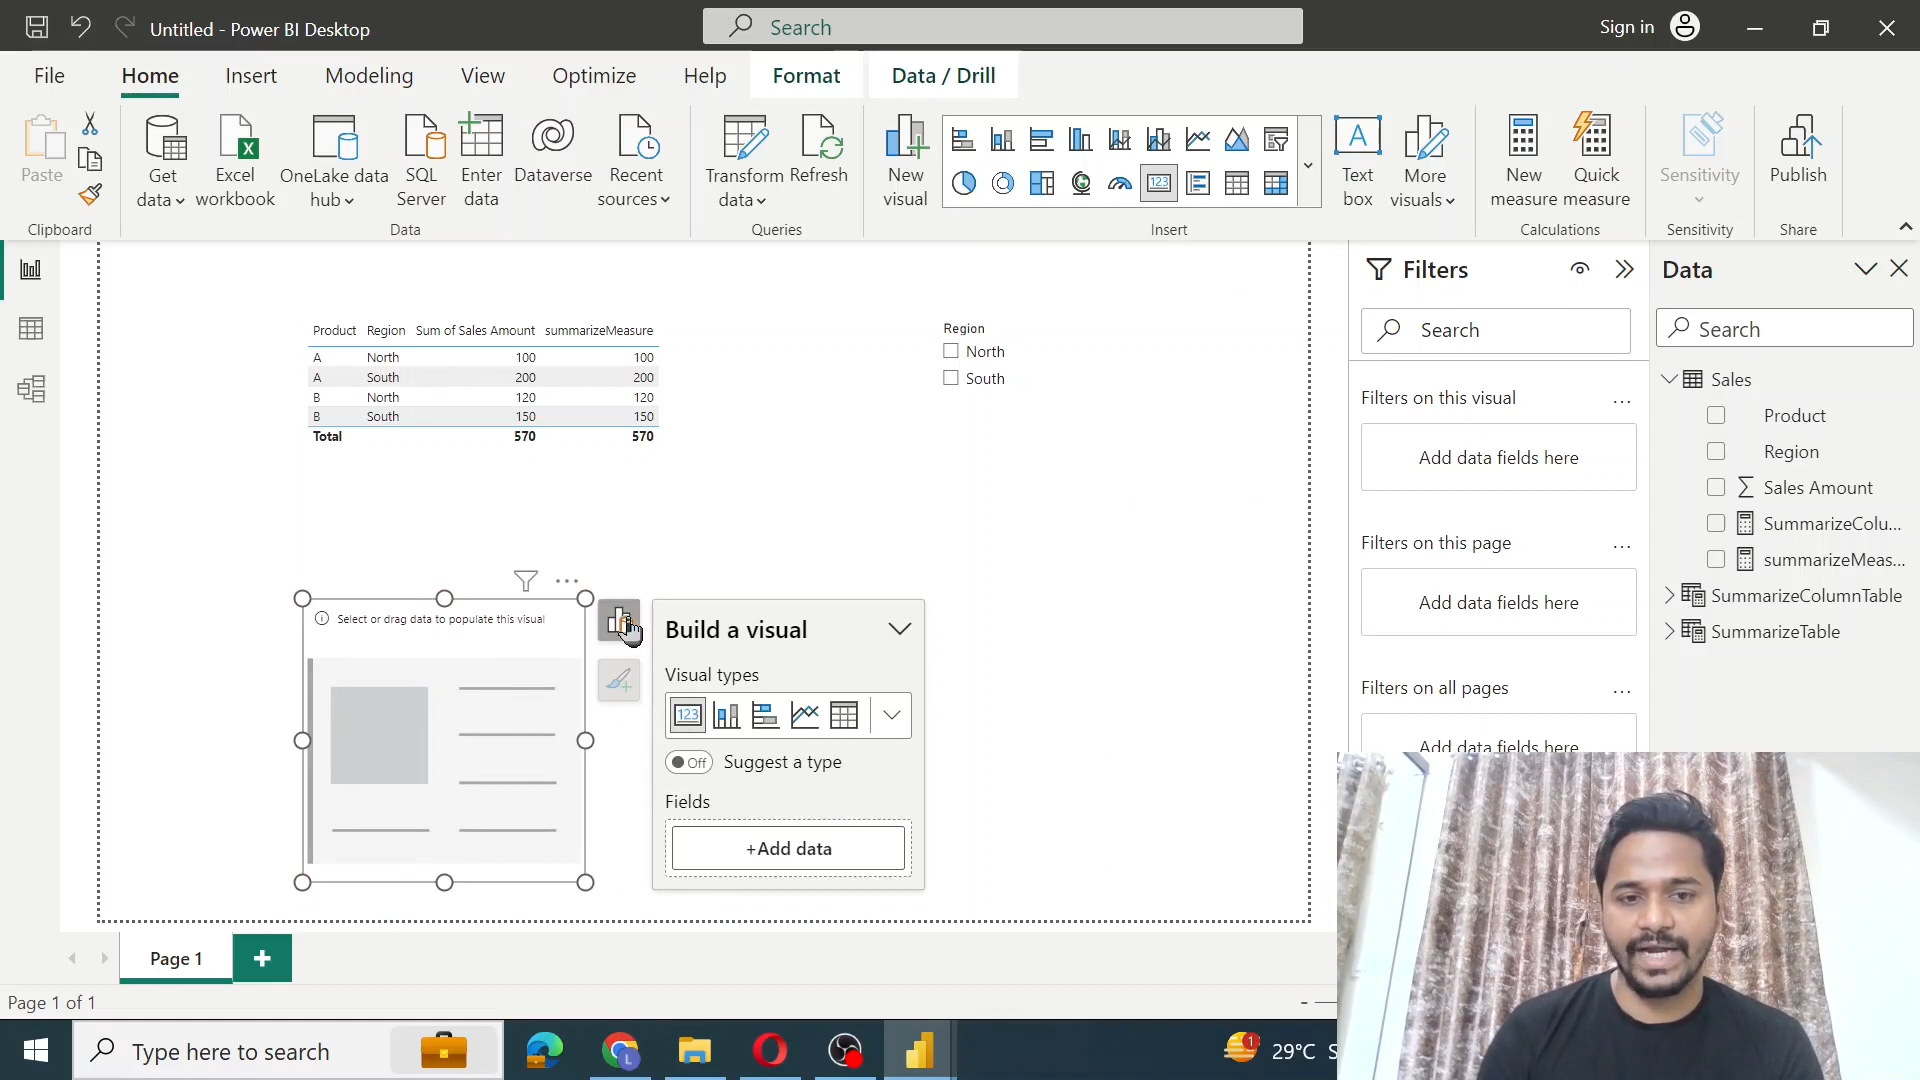 Untitled - Power BI Desktop
Search
Sign in
File
Home
Insert
Modeling
View
Optimize
Help
Format
Data / Drill
Paste
Get data
Excel workbook
OneLake data hub
SQL Server
Enter data
Dataverse
Recent sources
Transform data
Refresh
New visual
Text box
More visuals
New measure
Quick measure
Sensitivity
Publish
Clipboard
Data
Queries
Insert
Calculations
Sensitivity
Share
Product Region Sum of Sales Amount summarizeMeasure
A North 100 100
A South 200 200
B North 120 120
B South 150 150
Total 570 570
Region
North
South
Select or drag data to populate this visual
Build a visual
Visual types
123
Off Suggest a type
Fields
+Add data
Filters
Search
Filters on this visual ...
Add data fields here
Filters on this page ...
Add data fields here
Filters on all pages ...
Add data fields here
Data
Search
Sales
Product
Region
Sales Amount
SummarizeColu...
summarizeMeas...
SummarizeColumnTable
SummarizeTable
Page 1
Page 1 of 1
Type here to search
L
1
29°C S